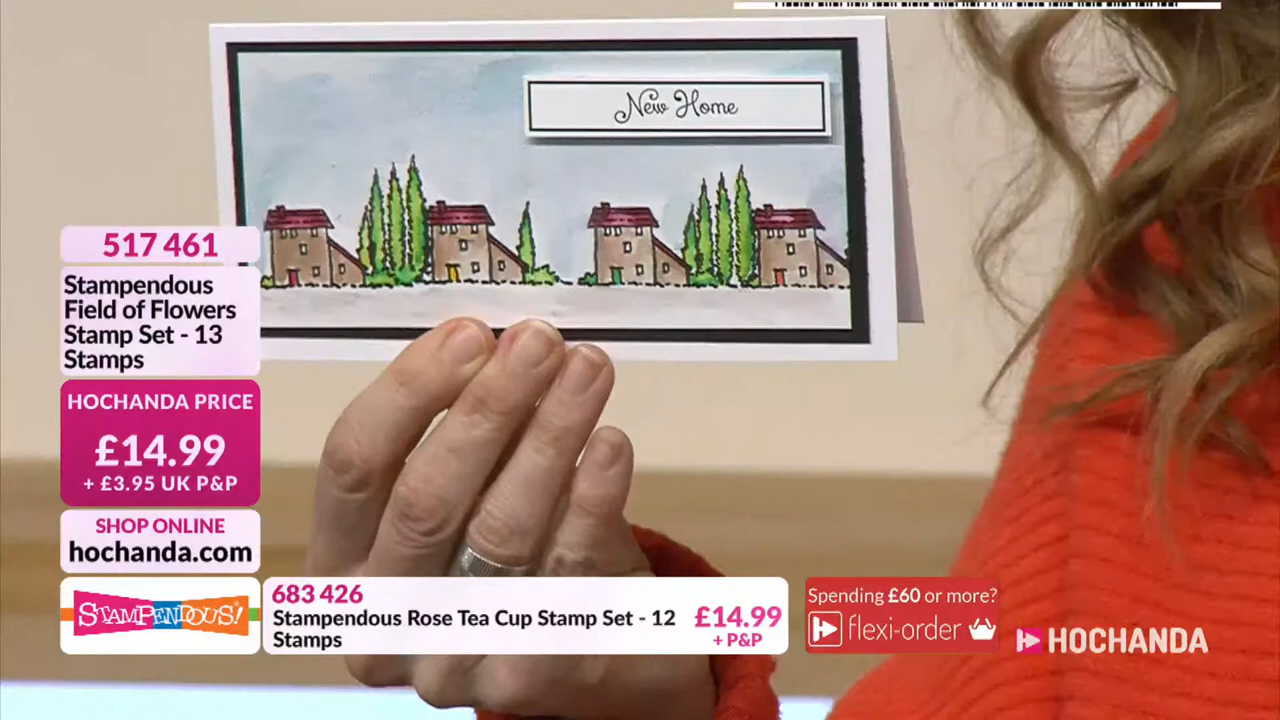 New Home
517 461
Stampendous
Field of Flowers
Stamp Set - 13
Stamps
HOCHANDA PRICE
£14.99
+ £3.95 UK P&P
SHOP ONLINE
hochanda.com
STAMPENDOUS!
683 426
Stampendous Rose Tea Cup Stamp Set - 12
Stamps
£14.99
+ P&P
Spending £60 or more?
flexi-order
HOCHANDA